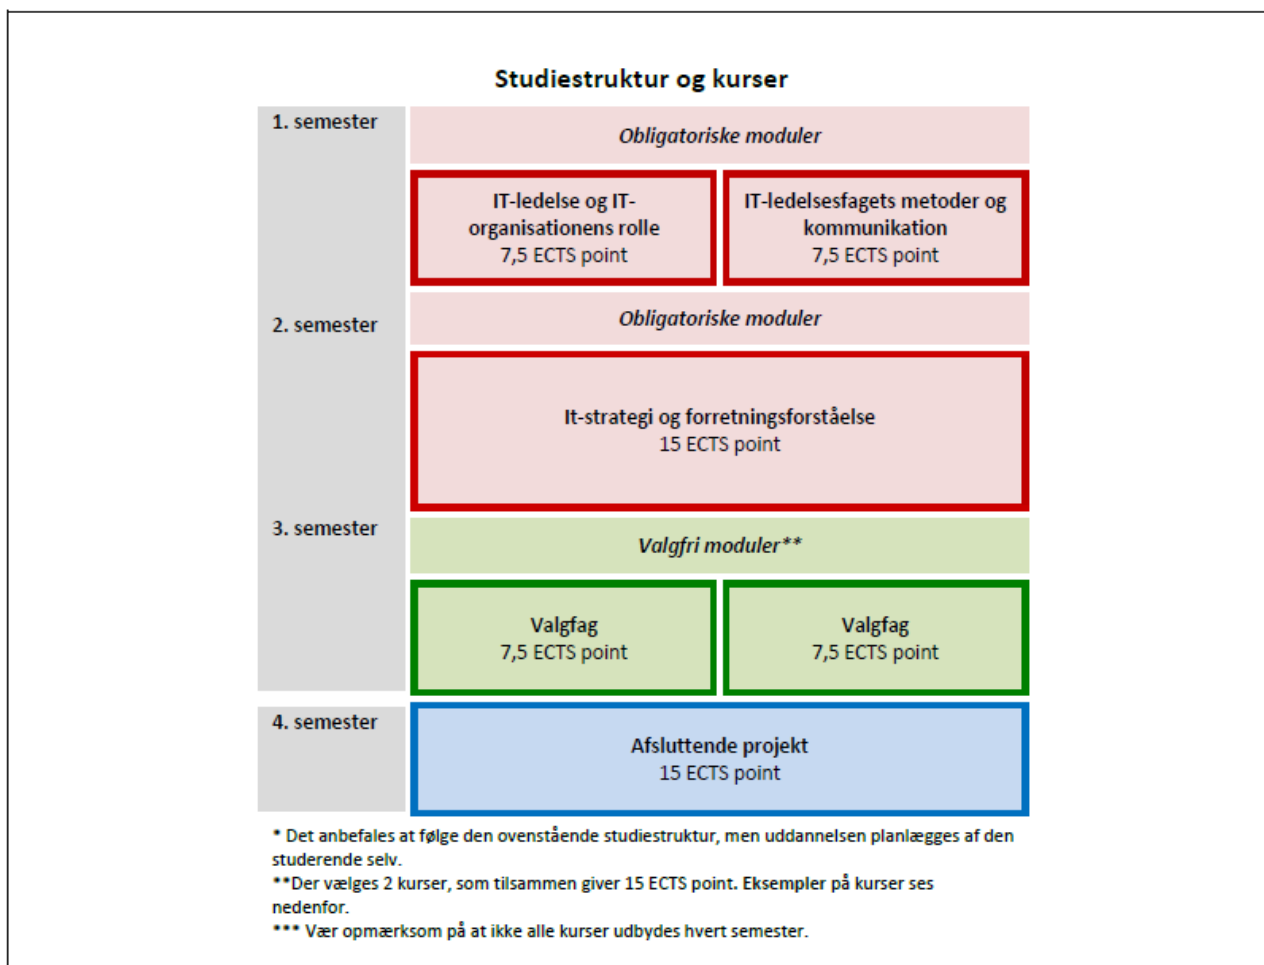 Studiestruktur og kurser
1. semester
Obligatoriske moduler
IT-ledelse og IT-
organisationens rolle
7,5 ECTS point
IT-ledelsesfagets metoder og
kommunikation
7,5 ECTS point
2. semester
Obligatoriske moduler
It-strategi og forretningsforståelse
15 ECTS point
3. semester
Valgfri moduler**
Valgfag
7,5 ECTS point
Valgfag
7,5 ECTS point
4. semester
Afsluttende projekt
15 ECTS point
* Det anbefales at følge den ovenstående studiestruktur, men uddannelsen planlægges af den
studerende selv.
**Der vælges 2 kurser, som tilsammen giver 15 ECTS point. Eksempler på kurser ses
nedenfor.
*** Vær opmærksom på at ikke alle kurser udbydes hvert semester.